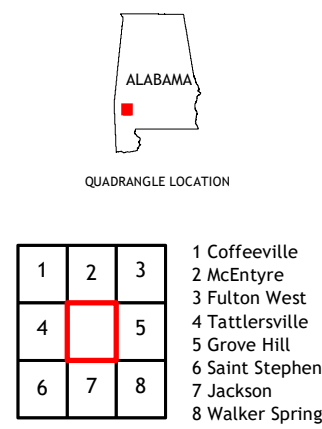 ALABAMA
QUADRANGLE LOCATION
1 2 3
4 5
6 7 8
1 Coffeeville
2 McEntyre
3 Fulton West
4 Tattlersville
5 Grove Hill
6 Saint Stephen
7 Jackson
8 Walker Spring